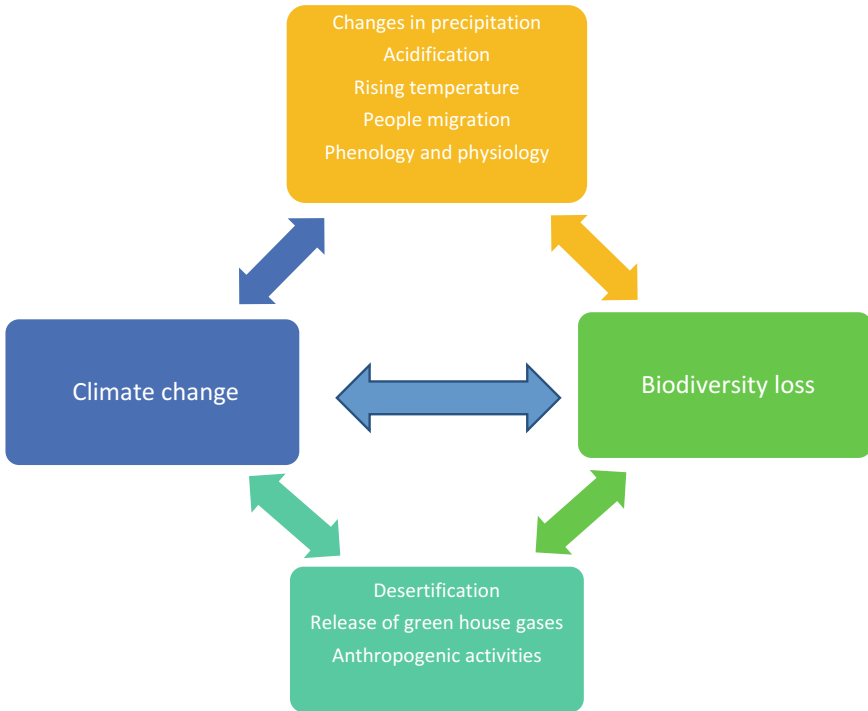 Changes in precipitation
Acidification
Rising temperature
People migration
Phenology and physiology
Climate change
Biodiversity loss
Desertification
Release of green house gases
Anthropogenic activities